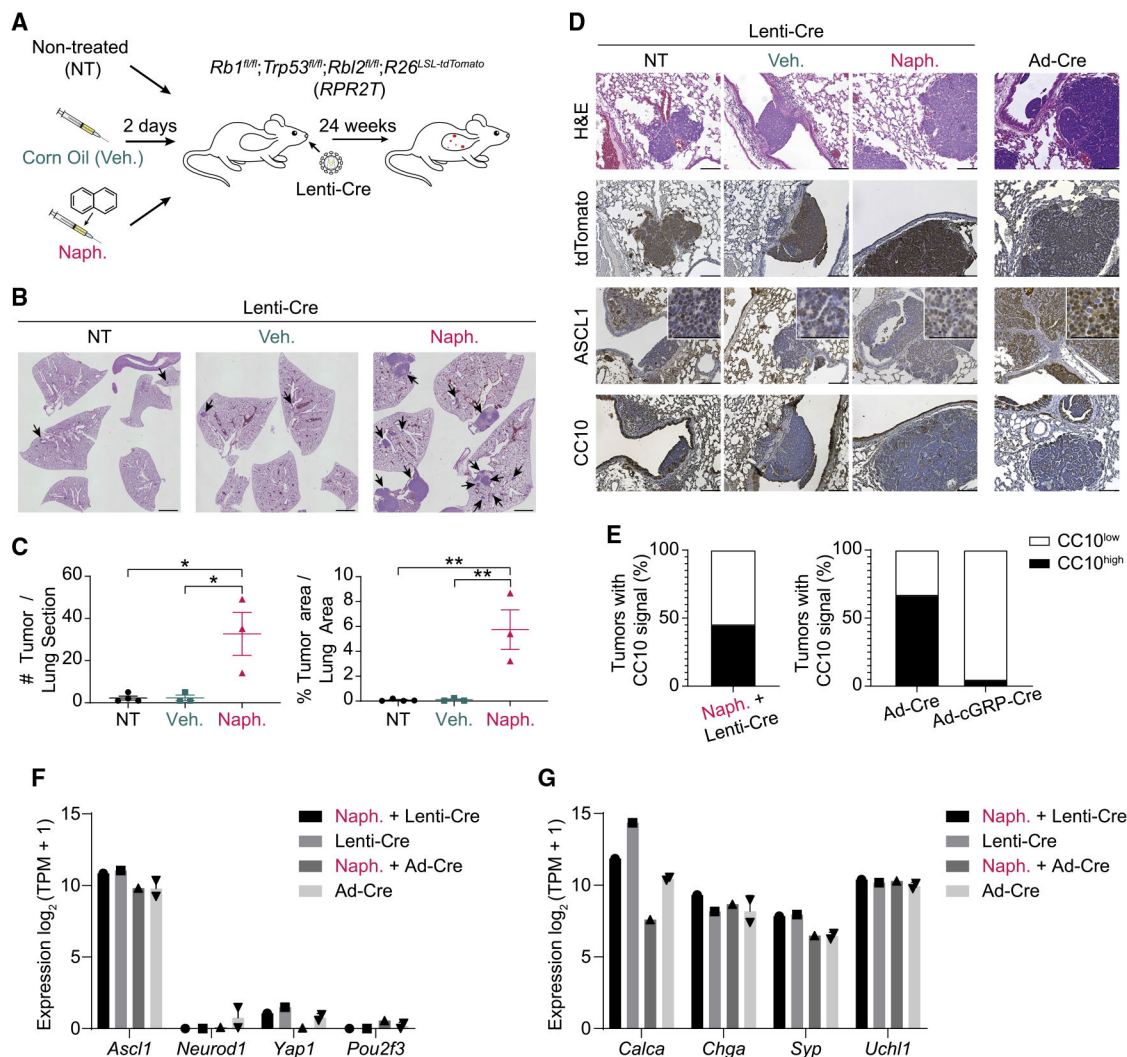 A
Non-treated
(NT)
Rb1fl/fl;Trp53fl/fl;Rbl2fl/fl;R26LSL-tdTomato
(RPR2T)
2 days
24 weeks
Corn Oil (Veh.)
Lenti-Cre
Naph.
B
Lenti-Cre
NT
Veh.
Naph.
C
# Tumor /
Lung Section
60
40
20
0
*
*
NT
Veh.
Naph.
% Tumor area /
Lung Area
10
8
6
4
2
0
**
**
NT
Veh.
Naph.
D
Lenti-Cre
NT
Veh.
Naph.
Ad-Cre
H&E
tdTomato
ASCL1
CC10
E
Tumors with
CC10 signal (%)
100
50
0
Naph. +
Lenti-Cre
Tumors with
CC10 signal (%)
100
50
0
Ad-Cre
Ad-cGRP-Cre
CC10low
CC10high
F
Expression log2 (TPM + 1)
15
10
5
0
Ascl1
Neurod1
Yap1
Pou2f3
Naph. + Lenti-Cre
Lenti-Cre
Naph. + Ad-Cre
Ad-Cre
G
Expression log2 (TPM + 1)
15
10
5
0
Calca
Chga
Syp
Uchl1
Naph. + Lenti-Cre
Lenti-Cre
Naph. + Ad-Cre
Ad-Cre